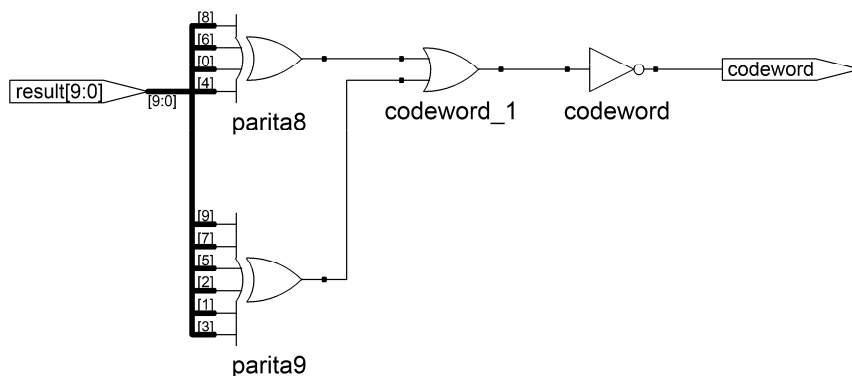 [8]
[6]
[0]
result[9:0]
[9:0]
[4]
codeword
parita8
codeword_1
codeword
[9]
[7]
[5]
[2]
[1]
[3]
parita9